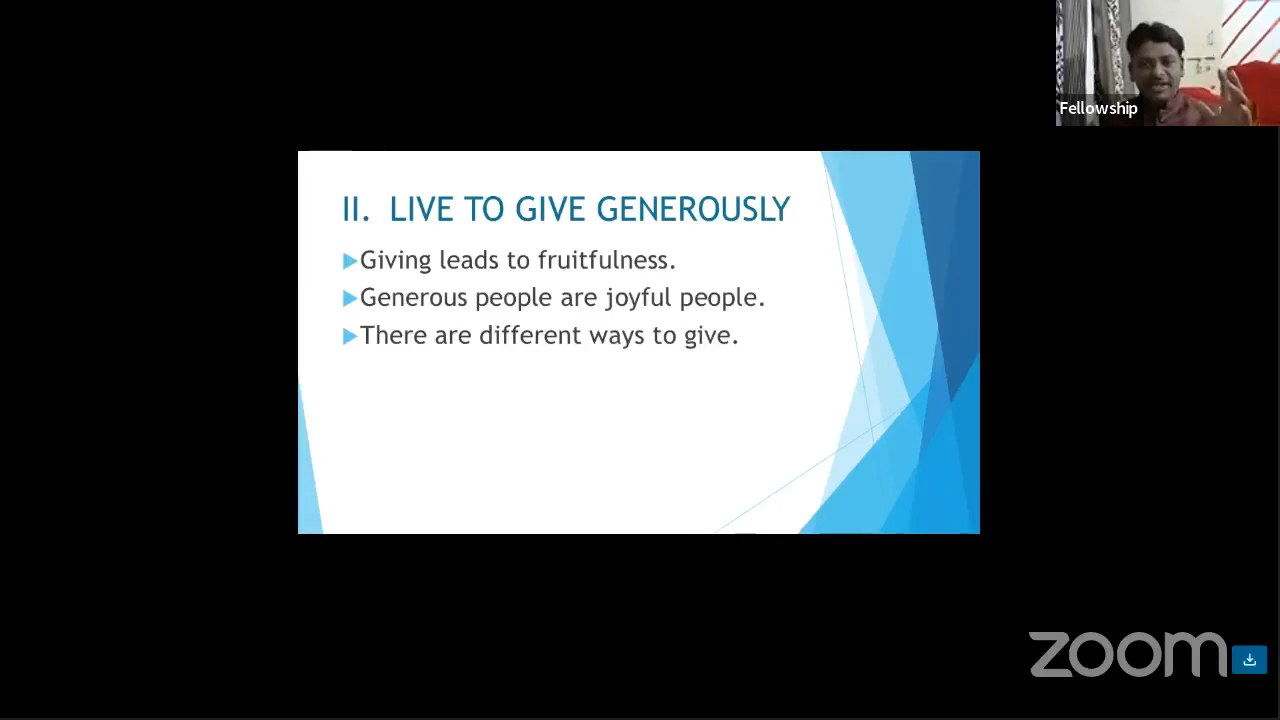 Fellowship
II. LIVE TO GIVE GENEROUSLY
Giving leads to fruitfulness.
Generous people are joyful people.
There are different ways to give.
zoom